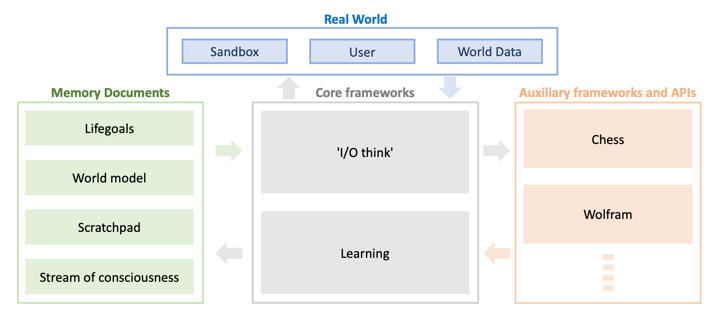 Real World
Sandbox
User
World Data
Memory Documents
Lifegoals
World model
Scratchpad
Stream of consciousness
Core frameworks
'I/O think'
Learning
Auxiliary frameworks and APIs
Chess
Wolfram